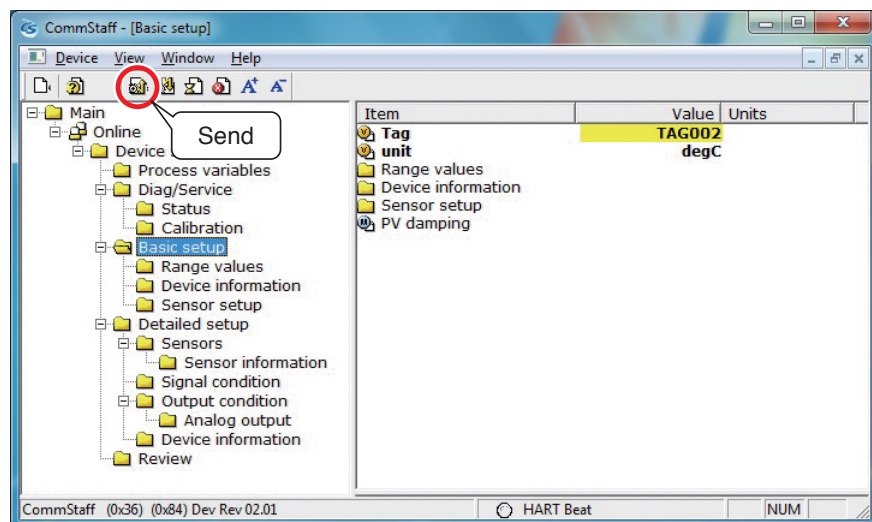 CommStaff - [Basic setup]
Device View Window Help
Send
Main
Online
Device
Process variables
Diag/Service
Status
Calibration
Basic setup
Range values
Device information
Sensor setup
Detailed setup
Sensors
Sensor information
Signal condition
Output condition
Analog output
Device information
Review
Item Value Units
Tag TAG002
unit degC
Range values
Device information
Sensor setup
PV damping
CommStaff (0x36) (0x84) Dev Rev 02.01 HART Beat NUM